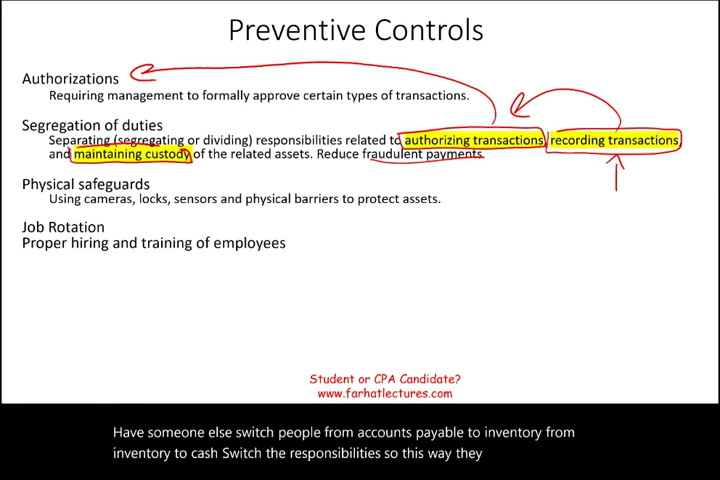 Preventive Controls
Authorizations
Requiring management to formally approve certain types of transactions.
Segregation of duties
Separating (segregating or dividing) responsibilities related to authorizing transactions, recording transactions,
and maintaining custody of the related assets. Reduce fraudulent payments.
Physical safeguards
Using cameras, locks, sensors and physical barriers to protect assets.
Job Rotation
Proper hiring and training of employees
Student or CPA Candidate?
www.farhatlectures.com
Have someone else switch people from accounts payable to inventory from
inventory to cash Switch the responsibilities so this way they